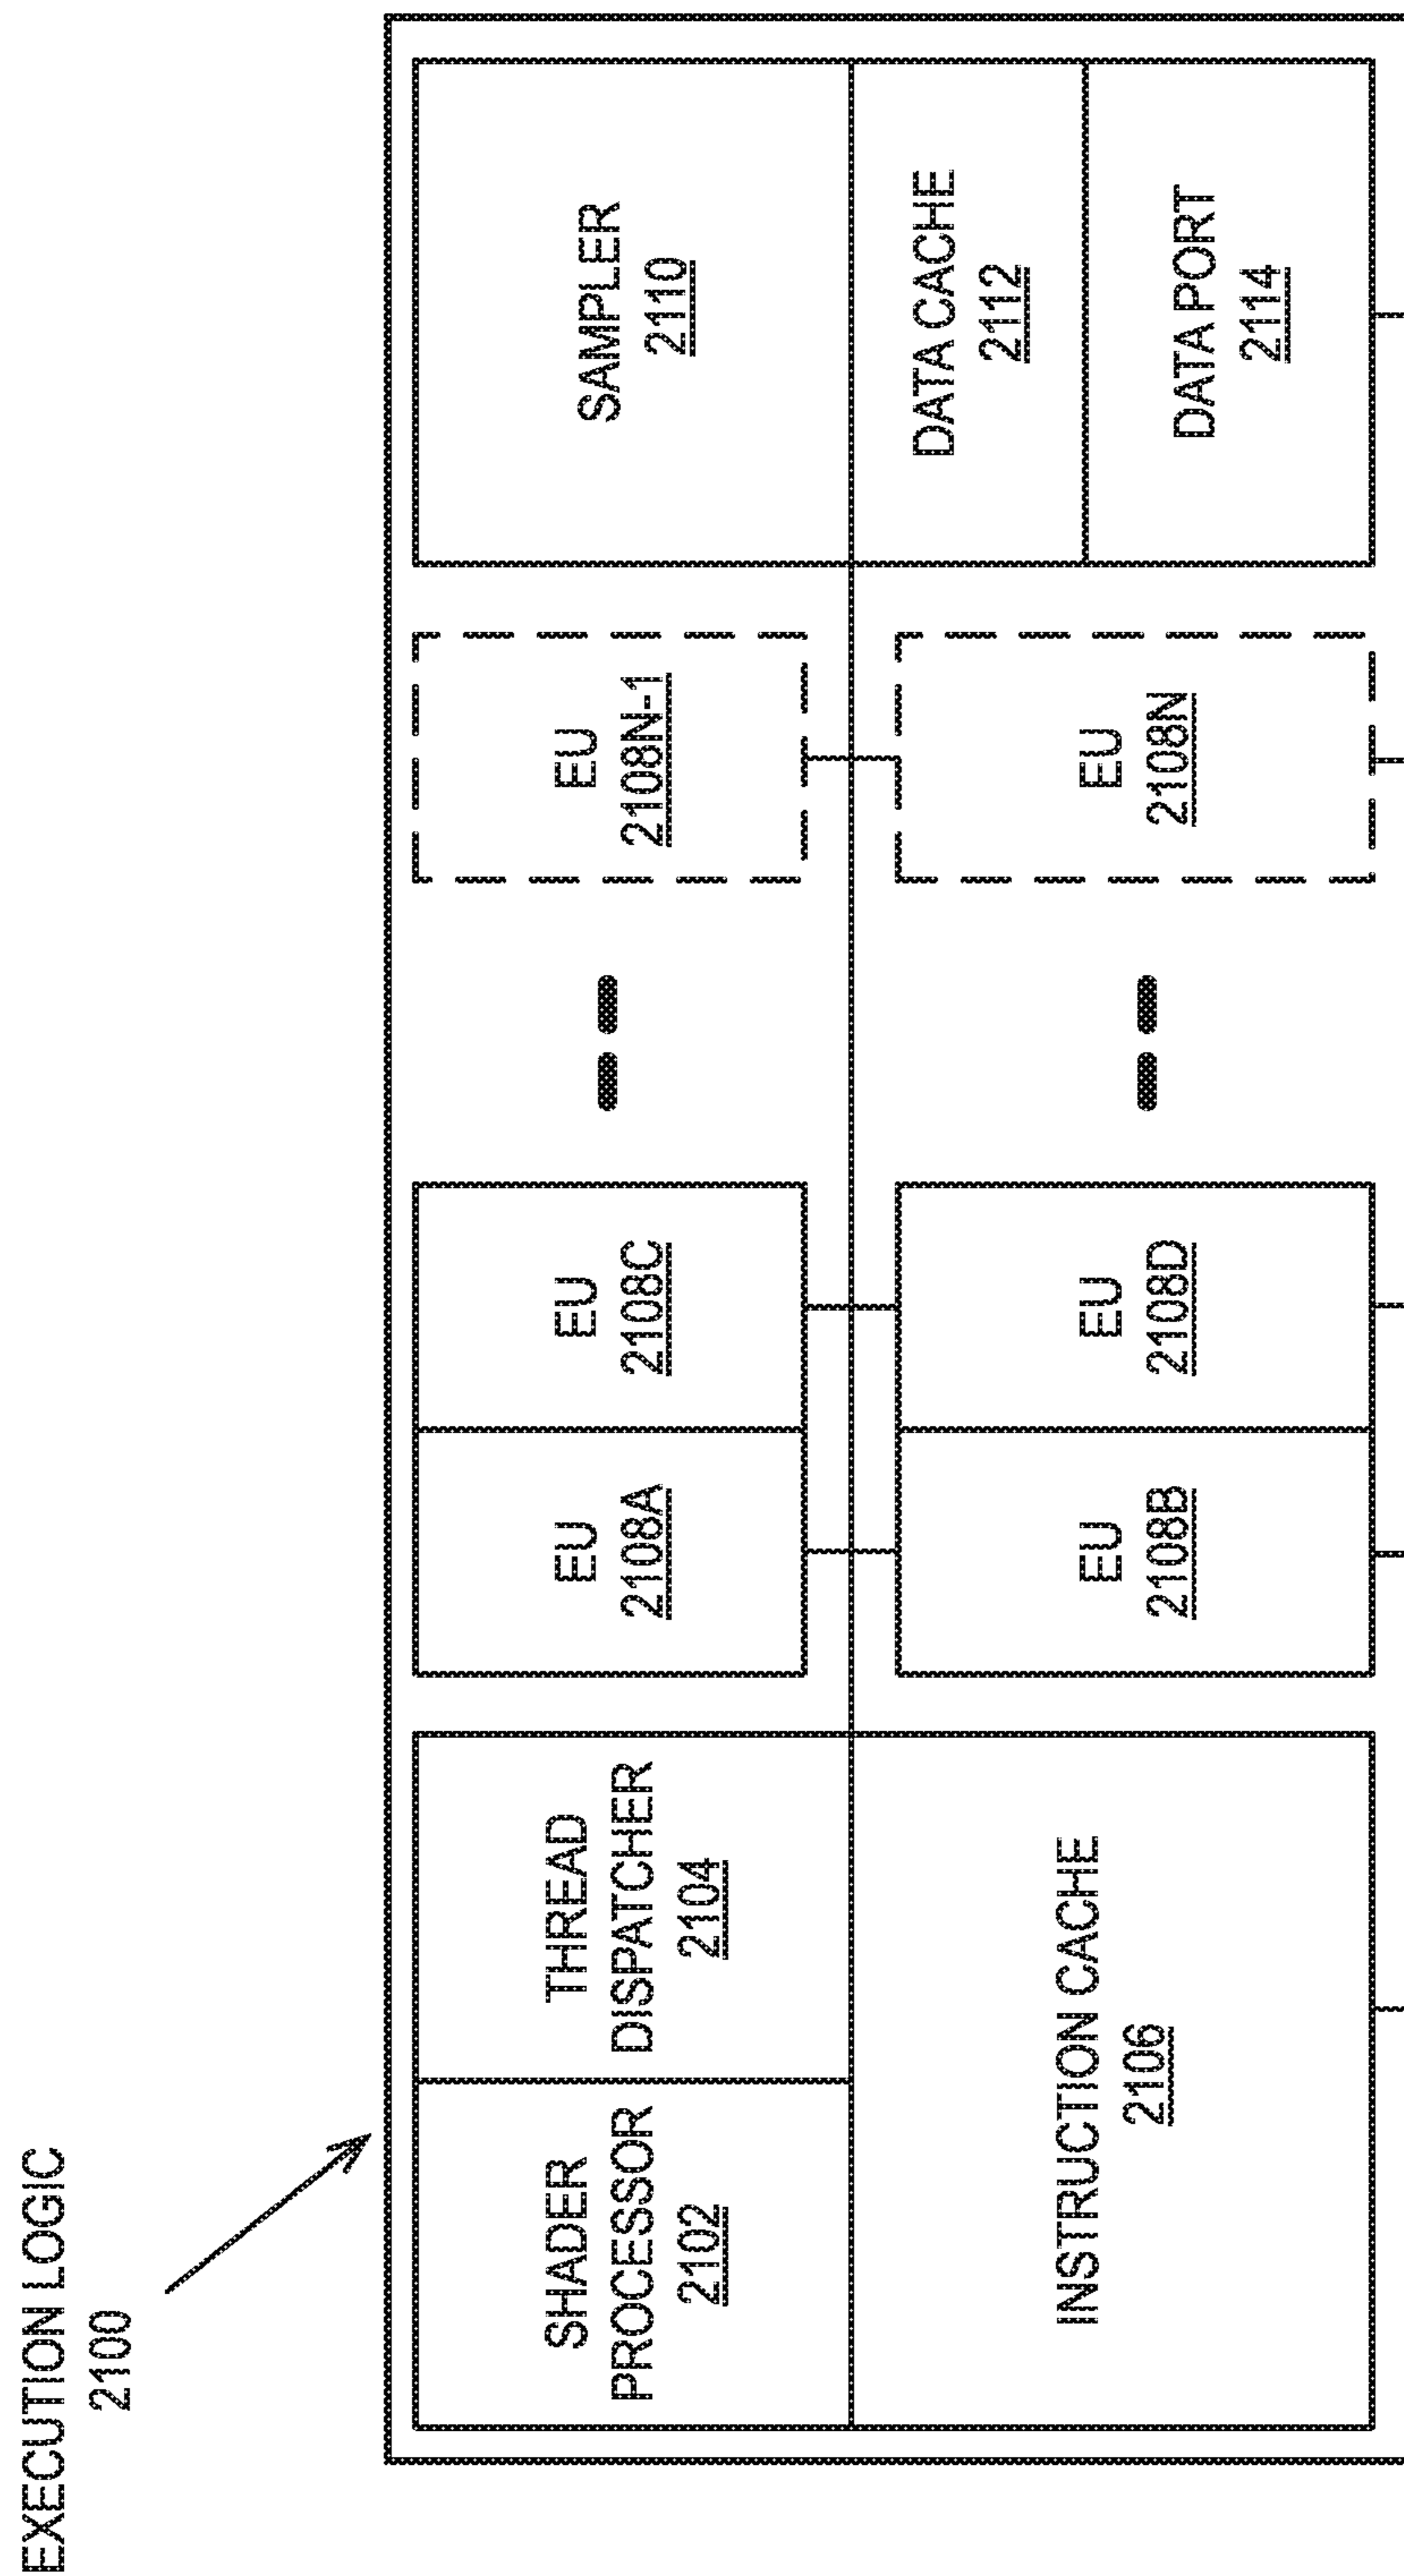 EXECUTION LOGIC
2100
SHADER
PROCESSOR
2102
THREAD
DISPATCHER
2104
INSTRUCTION CACHE
2106
EU
2108A
EU
2108C
EU
2108N-1
EU
2108B
EU
2108D
EU
2108N
SAMPLER
2110
DATA CACHE
2112
DATA PORT
2114